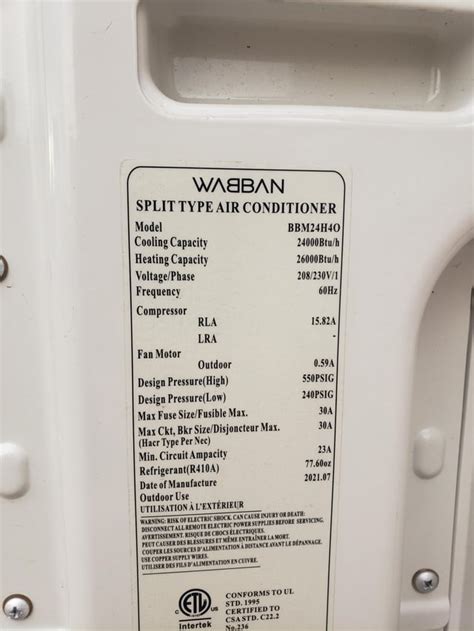 WABBAN
SPLIT TYPE AIR CONDITIONER
Model BBM24H4O
Cooling Capacity 24000Btu/h
Heating Capacity 26000Btu/h
Voltage/Phase 208/230V/1
Frequency 60Hz
Compressor
RLA 15.82A
LRA -
Fan Motor
Outdoor 0.59A
Design Pressure(High) 550PSIG
Design Pressure(Low) 240PSIG
Max Fuse Size/Fusible Max. 30A
Max Ckt, Bkr Size/Disjoncteur Max. 30A
(Hacr Type Per Nec)
Min. Circuit Ampacity 23A
Refrigerant(R410A) 77.60oz
Date of Manufacture 2021.07
Outdoor Use
UTILISATION À L'EXTÉRIEUR
WARNING: RISK OF ELECTRIC SHOCK. CAN CAUSE INJURY OR DEATH:
DISCONNECT ALL REMOTE ELECTRIC POWER SUPPLIES BEFORE SERVICING.
AVERTISSEMENT. RISQUE DE CHOCS ÉLECTRIQUES.
PEUT CAUSER DES BLESSURES ET MÊME ENTRAÎNER LA MORT.
COUPER LES SOURCES D'ALIMENTATION À DISTANCE AVANT LE DÉPANNAGE.
USE COPPER SUPPLY WIRES.
UTILISER DES FILS D'ALIMENTATION EN CUIVRE.
ETL
Intertek
CONFORMS TO UL
STD. 1995
CERTIFIED TO
CSA STD. C22.2
No.236